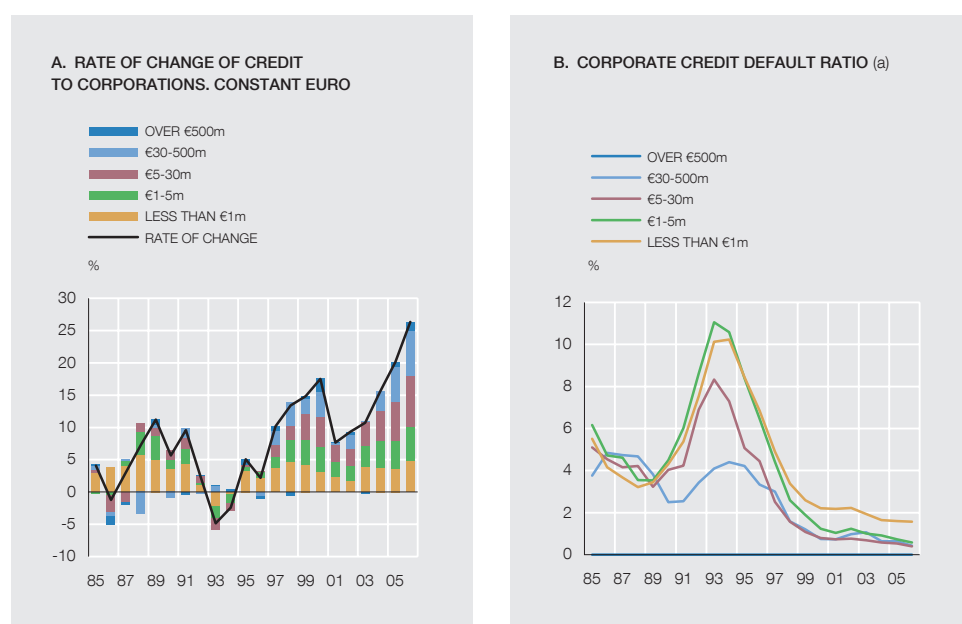 A. RATE OF CHANGE OF CREDIT
TO CORPORATIONS. CONSTANT EURO
OVER €500m
€30-500m
€5-30m
€1-5m
LESS THAN €1m
RATE OF CHANGE
%
30
25
20
15
10
5
0
-5
-10
85 87 89 91 93 95 97 99 01 03 05
B. CORPORATE CREDIT DEFAULT RATIO (a)
OVER €500m
€30-500m
€5-30m
€1-5m
LESS THAN €1m
%
12
10
8
6
4
2
0
85 87 89 91 93 95 97 99 01 03 05